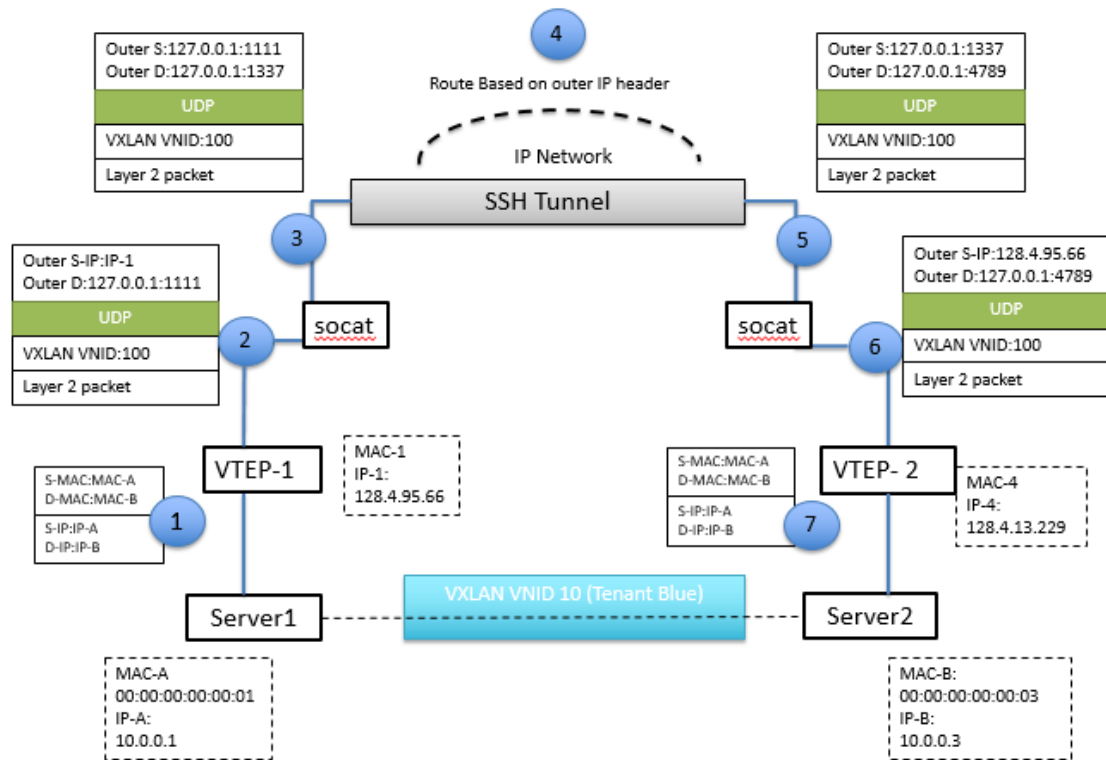 4
Route Based on outer IP header
IP Network
SSH Tunnel
Outer S:127.0.0.1:1111
Outer D:127.0.0.1:1337
UDP
VXLAN VNID:100
Layer 2 packet
Outer S:127.0.0.1:1337
Outer D:127.0.0.1:4789
UDP
VXLAN VNID:100
Layer 2 packet
3
5
Outer S-IP:IP-1
Outer D:127.0.0.1:1111
UDP
VXLAN VNID:100
Layer 2 packet
2
socat
socat
6
Outer S-IP:128.4.95.66
Outer D:127.0.0.1:4789
UDP
VXLAN VNID:100
Layer 2 packet
VTEP-1
MAC-1
IP-1:
128.4.95.66
S-MAC:MAC-A
D-MAC:MAC-B
S-IP:IP-A
D-IP:IP-B
1
S-MAC:MAC-A
D-MAC:MAC-B
S-IP:IP-A
D-IP:IP-B
7
VTEP- 2
MAC-4
IP-4:
128.4.13.229
Server1
VXLAN VNID 10 (Tenant Blue)
Server2
MAC-A
00:00:00:00:00:01
IP-A:
10.0.0.1
MAC-B:
00:00:00:00:00:03
IP-B:
10.0.0.3